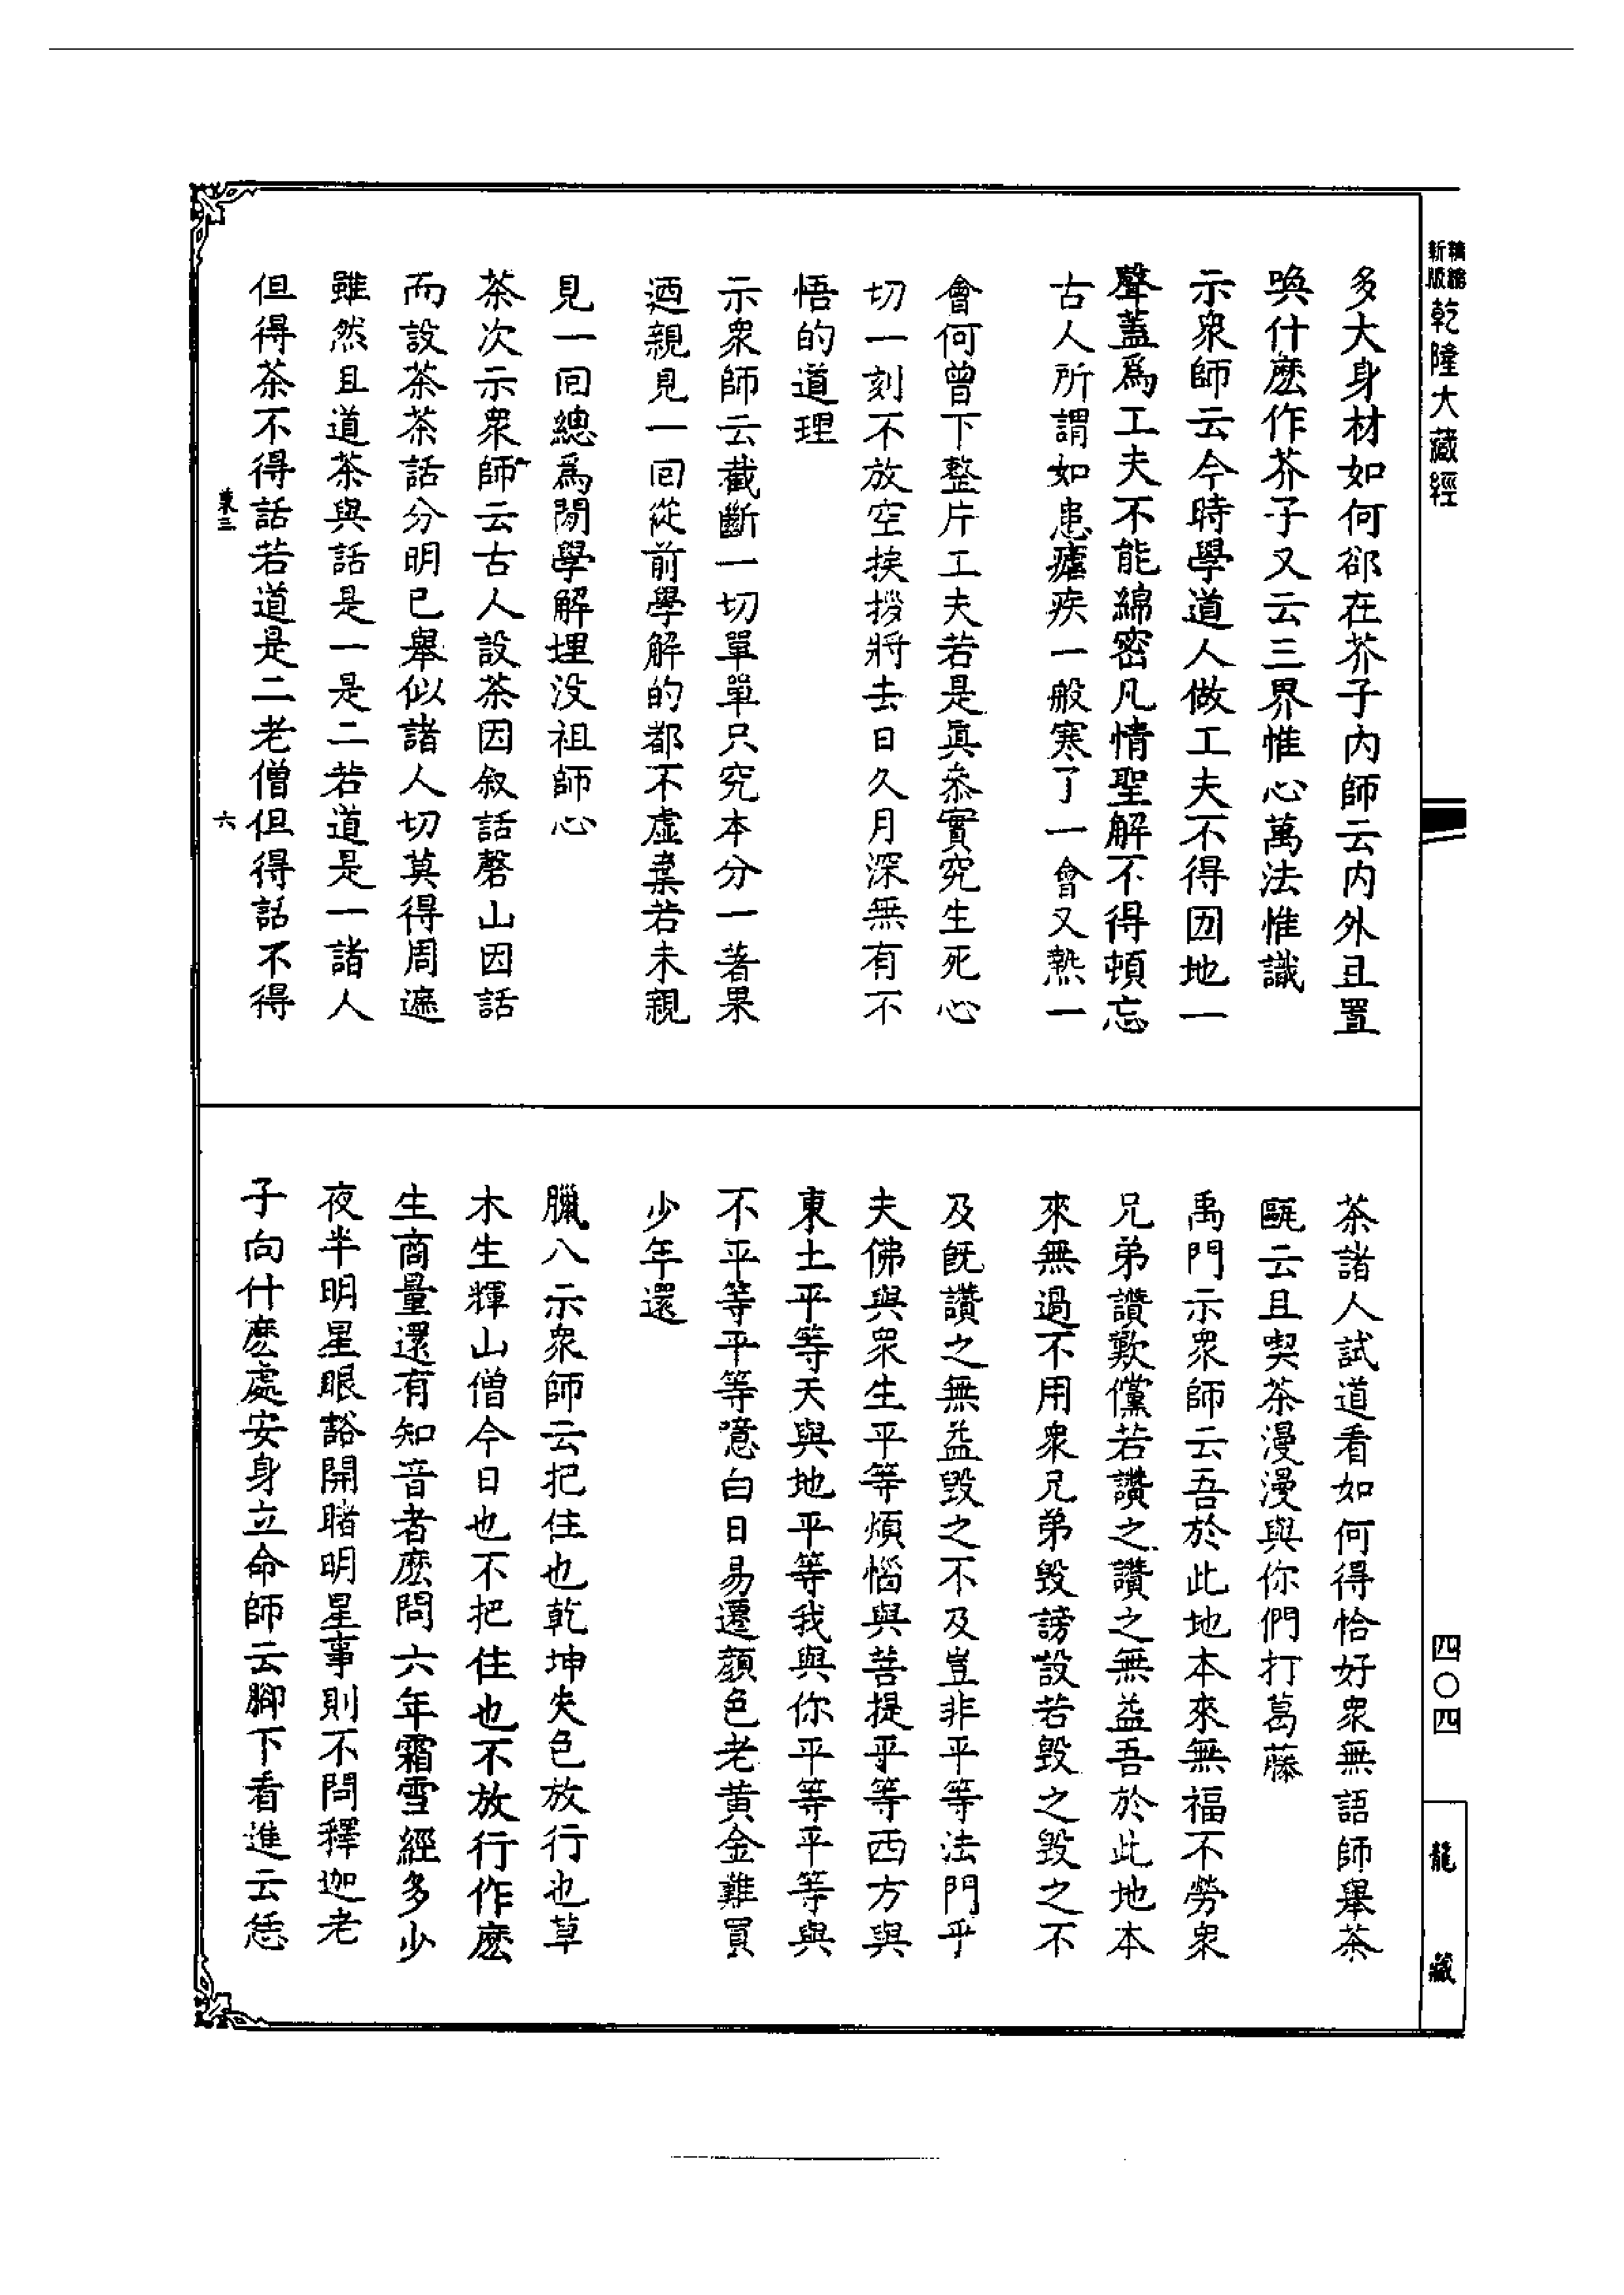 新版精縮乾隆大藏經
多大身材如何卻在芥子內師云內外且置
喚什麽作芥子又云三界惟心萬法惟識
示衆師云今時學道人做工夫不得囫地一
聲蓋爲工夫不能綿密凡情聖解不得頓忘
古人所謂如患瘧疾一般寒了一會又熱一
會何曾下整片工夫若是眞叅實究生死心
切一刻不放空挨拶將去日久月深無有不
悟的道理
示衆師云截斷一切單單只究本分一著果
迺親見一回從前學解的都不虛棄若未親
見一回總爲閒學解埋没祖師心
茶次示衆師云古人設茶因叙話磬山因話
而設茶茶話分明已舉似諸人切莫得周遮
雖然且道茶與話是一是二若道是一諸人
但得茶不得話若道是二老僧但得話不得
六
茶諸人試道看如何得恰好衆無語師舉茶
甌云且喫茶漫漫與你們打葛藤
禹門示衆師云吾於此地本來無福不勞衆
兄弟讚歎儻若讚之讚之無益吾於此地本
來無過不用衆兄弟毀謗設若毀之毀之不
及旣讚之無益毀之不及豈非平等法門乎
夫佛與衆生平等煩惱與菩提平等西方與
東土平等天與地平等我與你平等平等與
不平等平等噫白日易遷顏色老黃金難買
少年還
臘八示衆師云把住也乾坤失色放行也草
木生輝山僧今日也不把住也不放行作麽
生商量還有知音者麽問六年霜雪經多少
夜半明星眼豁開睹明星事則不問釋迦老
子向什麽處安身立命師云腳下看進云恁
四〇四
龍藏